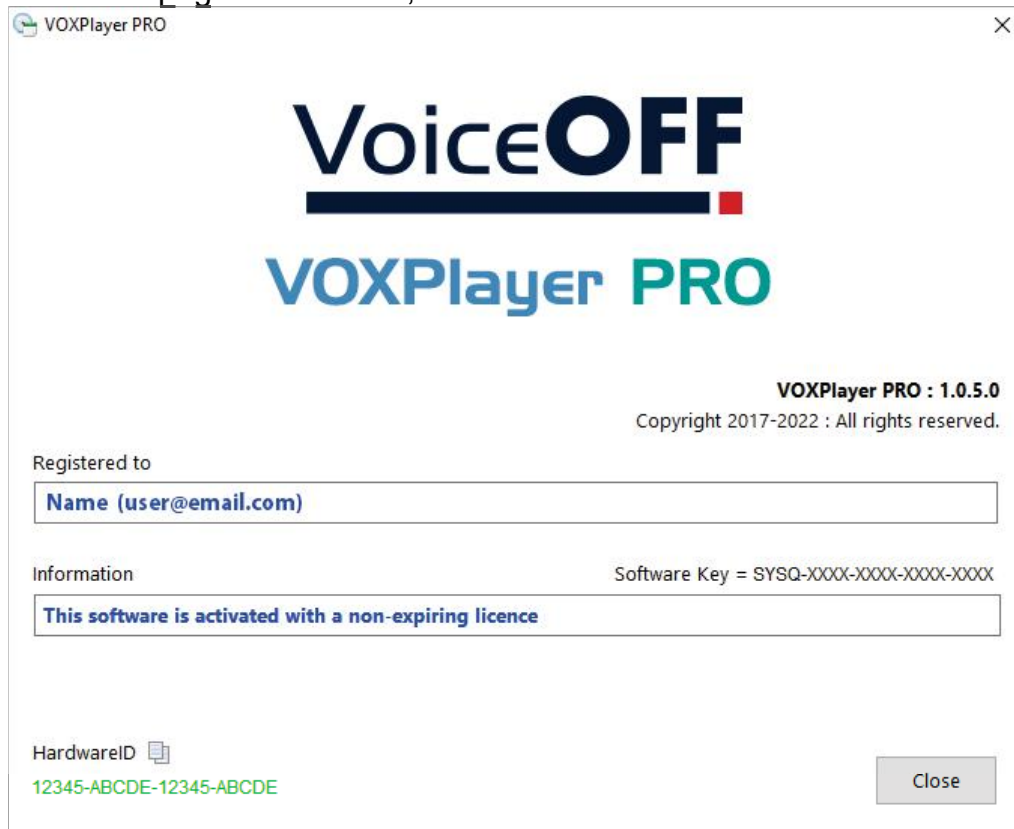 VOXPlayer PRO
VoiceOFF
VOXPlayer PRO
VOXPlayer PRO : 1.0.5.0
Copyright 2017-2022 : All rights reserved.
Registered to
Name (user@email.com)
Information
Software Key = SYSQ-XXXX-XXXX-XXXX-XXXX
This software is activated with a non-expiring licence
HardwareID
12345-ABCDE-12345-ABCDE
Close